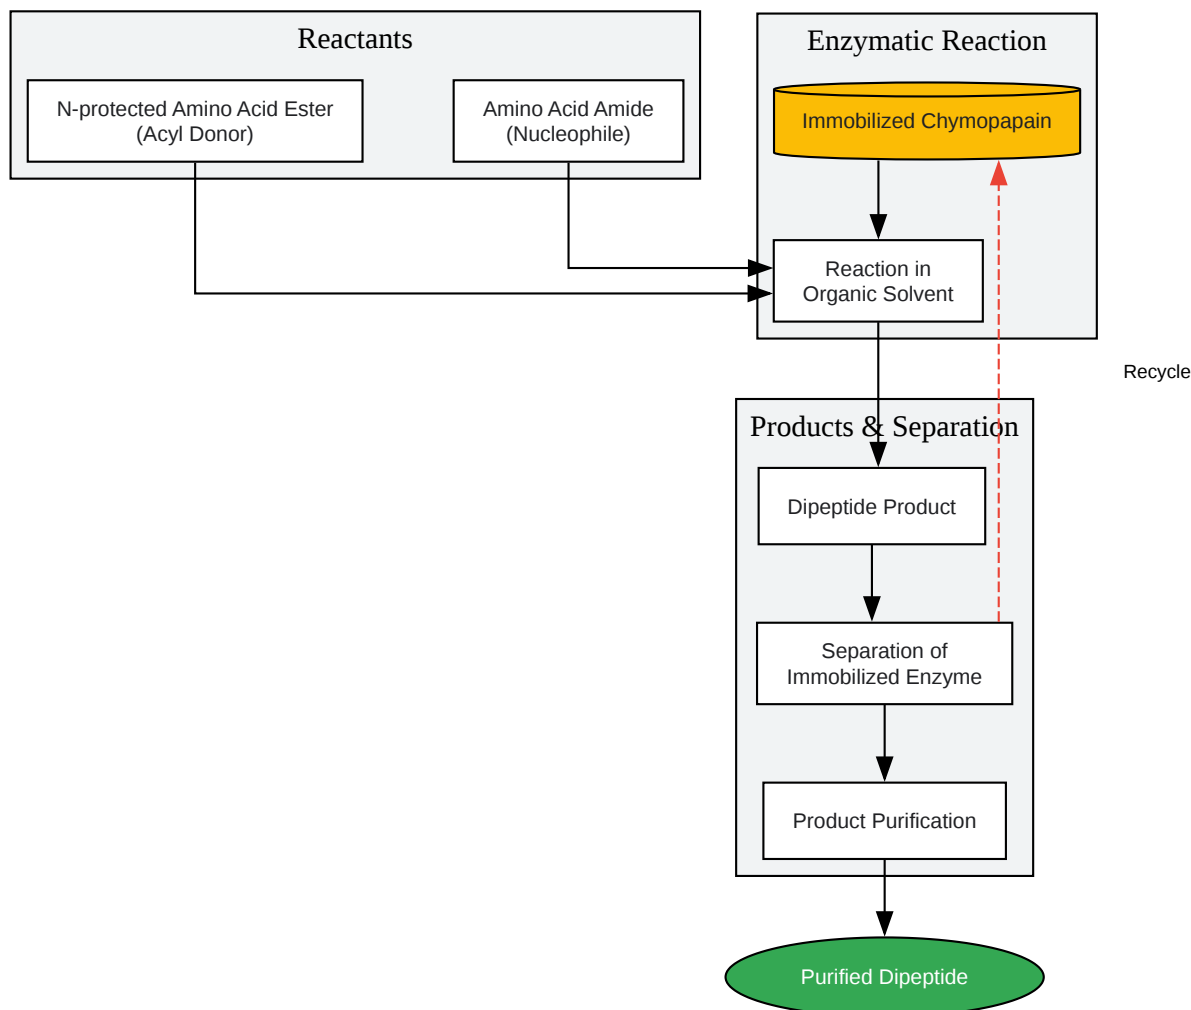 Reactants
N-protected Amino Acid Ester
(Acyl Donor)
Amino Acid Amide
(Nucleophile)
Enzymatic Reaction
Immobilized Chymopapain
Reaction in
Organic Solvent
Recycle
Products & Separation
Dipeptide Product
Separation of
Immobilized Enzyme
Product Purification
Purified Dipeptide